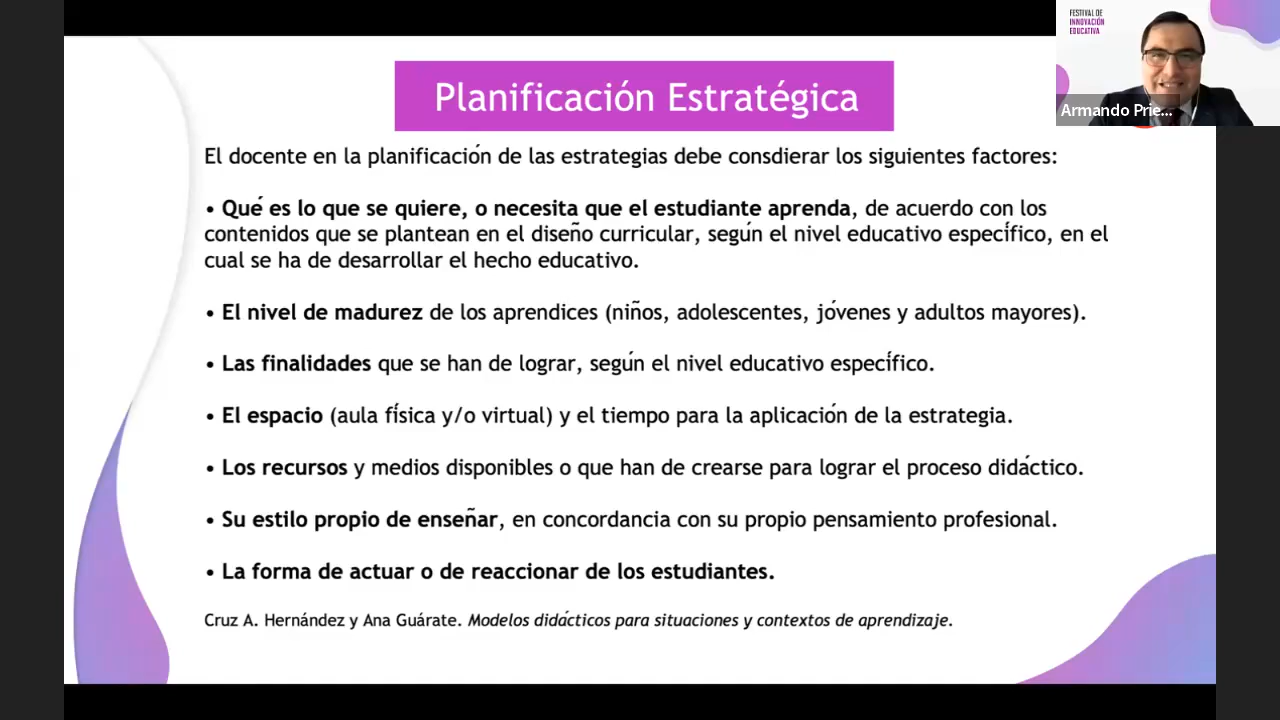 FESTIVAL DE
INNOVACIÓN
EDUCATIVA
Armando Prie...
Planificación Estratégica
El docente en la planificación de las estrategias debe consdierar los siguientes factores:
• Qué es lo que se quiere, o necesita que el estudiante aprenda, de acuerdo con los
contenidos que se plantean en el diseño curricular, según el nivel educativo específico, en el
cual se ha de desarrollar el hecho educativo.
• El nivel de madurez de los aprendices (niños, adolescentes, jóvenes y adultos mayores).
• Las finalidades que se han de lograr, según el nivel educativo específico.
• El espacio (aula física y/o virtual) y el tiempo para la aplicación de la estrategia.
• Los recursos y medios disponibles o que han de crearse para lograr el proceso didáctico.
• Su estilo propio de enseñar, en concordancia con su propio pensamiento profesional.
• La forma de actuar o de reaccionar de los estudiantes.
Cruz A. Hernández y Ana Guárate. Modelos didácticos para situaciones y contextos de aprendizaje.